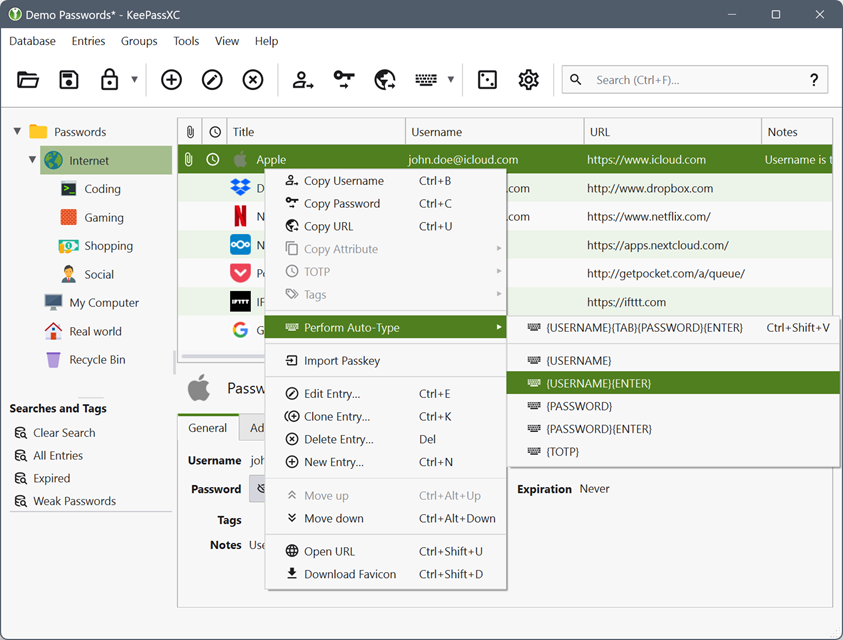 Demo Passwords* - KeePassXC
Database Entries Groups Tools View Help
Search (Ctrl+F)... ?
Passwords
Internet
Coding
Gaming
Shopping
Social
My Computer
Real world
Recycle Bin
Searches and Tags
Clear Search
All Entries
Expired
Weak Passwords
Title Username URL Notes
Apple john.doe@icloud.com https://www.icloud.com Username is t
D .com http://www.dropbox.com
N .com https://www.netflix.com/
N https://apps.nextcloud.com/
Po http://getpocket.com/a/queue/
IFTTT IF https://ifttt.com
G
Copy Username Ctrl+B
Copy Password Ctrl+C
Copy URL Ctrl+U
Copy Attribute
TOTP
Tags
Perform Auto-Type
Import Passkey
Edit Entry... Ctrl+E
Clone Entry... Ctrl+K
Delete Entry... Del
New Entry... Ctrl+N
Move up Ctrl+Alt+Up
Move down Ctrl+Alt+Down
Open URL Ctrl+Shift+U
Download Favicon Ctrl+Shift+D
{USERNAME}{TAB}{PASSWORD}{ENTER} Ctrl+Shift+V
{USERNAME}
{USERNAME}{ENTER}
{PASSWORD}
{PASSWORD}{ENTER}
{TOTP}
Passw
General Ad
Username joh
Password
Expiration Never
Tags
Notes Use